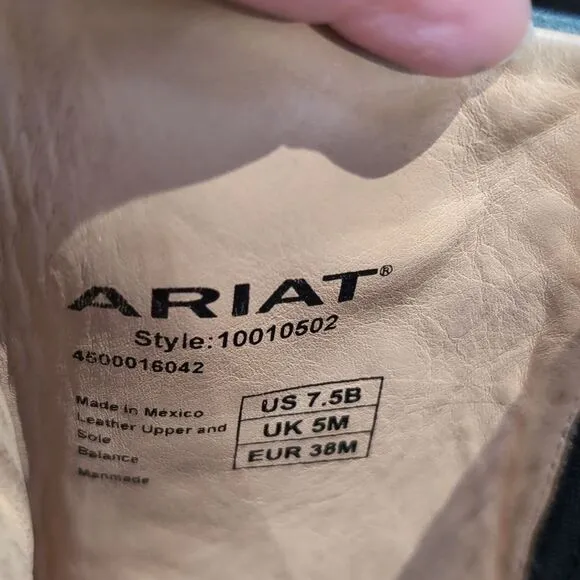 ARIAT®
Style:10010502
4500016042
Made in Mexico
Leather Upper and
Sole
Balance
Manmade
US 7.5B
UK 5M
EUR 38M